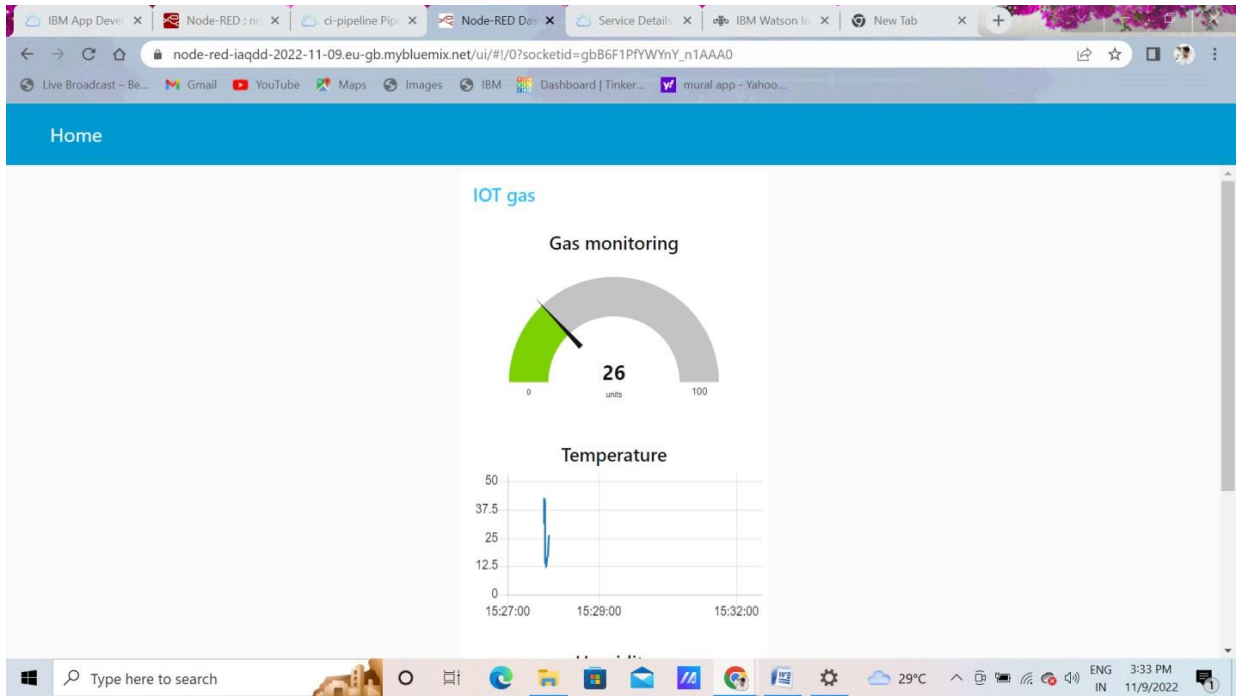 IBM App Devel
Node-RED : no
ci-pipeline Pip
Node-RED Das
Service Details
IBM Watson Io
New Tab
node-red-iaqdd-2022-11-09.eu-gb.mybluemix.net/ui/#!/0?socketid=gbB6F1PfYWYnY_n1AAA0
Live Broadcast – Be...
Gmail
YouTube
Maps
Images
IBM
Dashboard | Tinker...
mural app - Yahoo...
Home
IOT gas
Gas monitoring
26
units
0
100
Temperature
50
37.5
25
12.5
0
15:27:00 15:29:00 15:32:00
Type here to search
29°C
ENG
IN
3:33 PM
11/9/2022
1